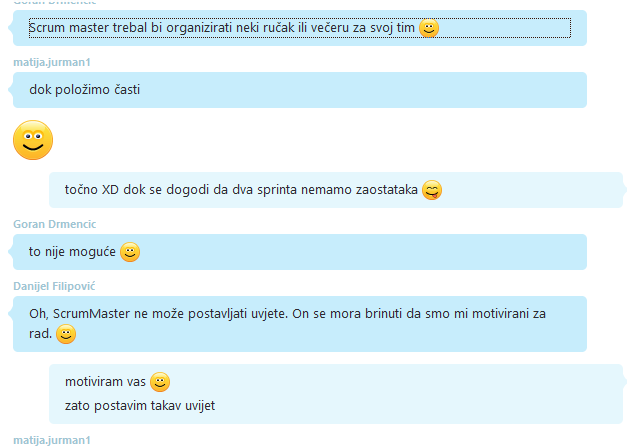 Goran Drmencic
Scrum master trebal bi organizirati neki ručak ili večeru za svoj tim
matija.jurman1
dok položimo časti
točno XD dok se dogodi da dva sprinta nemamo zaostataka
Goran Drmencic
to nije moguće
Danijel Filipović
Oh, ScrumMaster ne može postavljati uvjete. On se mora brinuti da smo mi motivirani za
rad.
motiviram vas
zato postavim takav uvijet
matija.jurman1